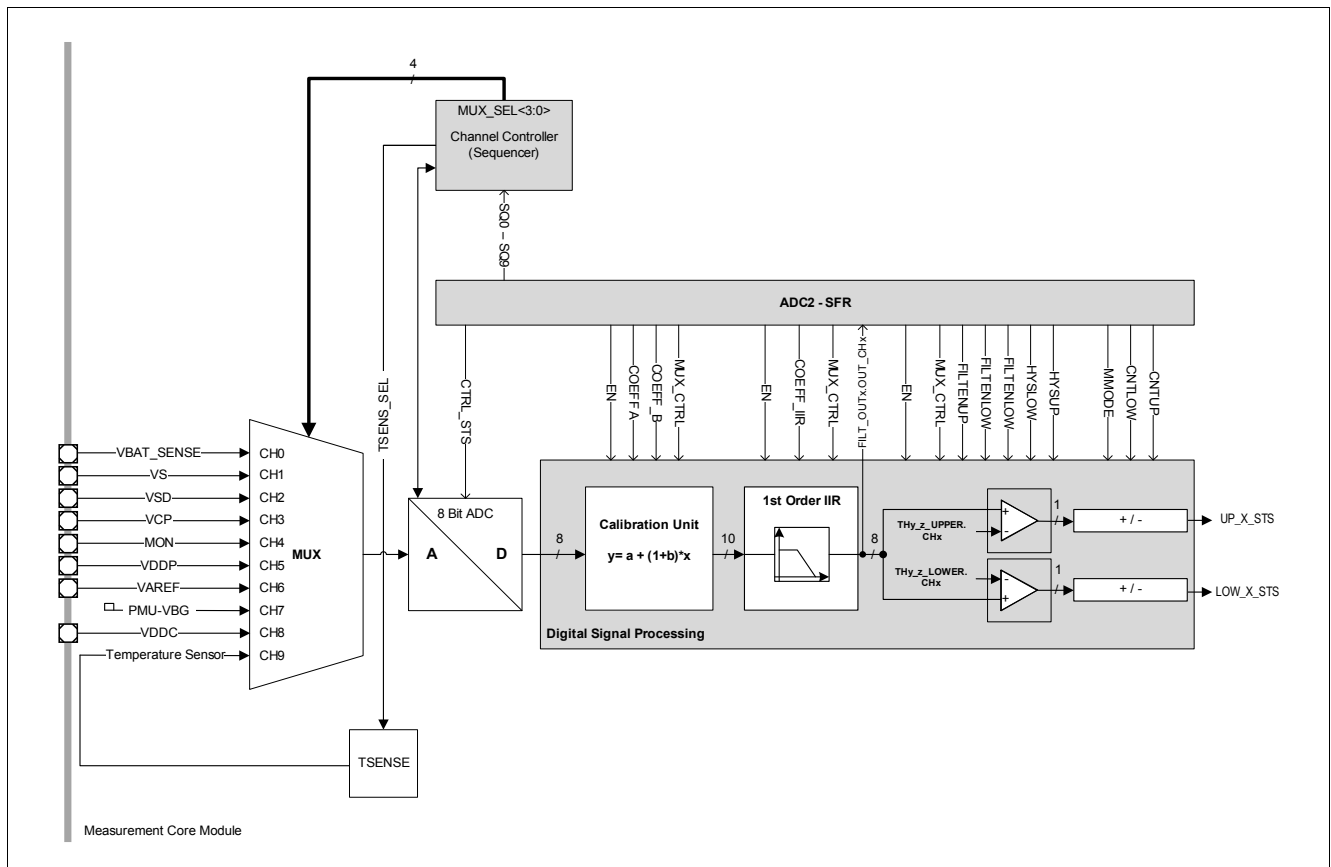 4
MUX_SEL<3:0>
Channel Controller
(Sequencer)
SQ0 – SQ9
ADC2 - SFR
TSENS_SEL
CTRL_STS
EN
COEFFA
COEFF_B
MUX_CTRL
EN
COEFF_IIR
MUX_CTRL
FILT_OUTx.OUT_CHx
EN
MUX_CTRL
FILTENUP
FILTENLOW
FILTENLOW
HYSLOW
HYSUP
MMODE
CNTLOW
CNTUP
VBAT_SENSE CH0
VS CH1
VSD CH2
VCP CH3
MON CH4
VDDP CH5
VAREF CH6
PMU-VBG CH7
VDDC CH8
Temperature Sensor CH9
MUX
8 Bit ADC
A
D
8
Calibration Unit
y= a + (1+b)*x
10
1st Order IIR
8
THy_z_UPPER.
CHx
+
-
1
+ / -
UP_X_STS
THy_z_LOWER.
CHx
-
+
1
+ / -
LOW_X_STS
Digital Signal Processing
TSENSE
Measurement Core Module